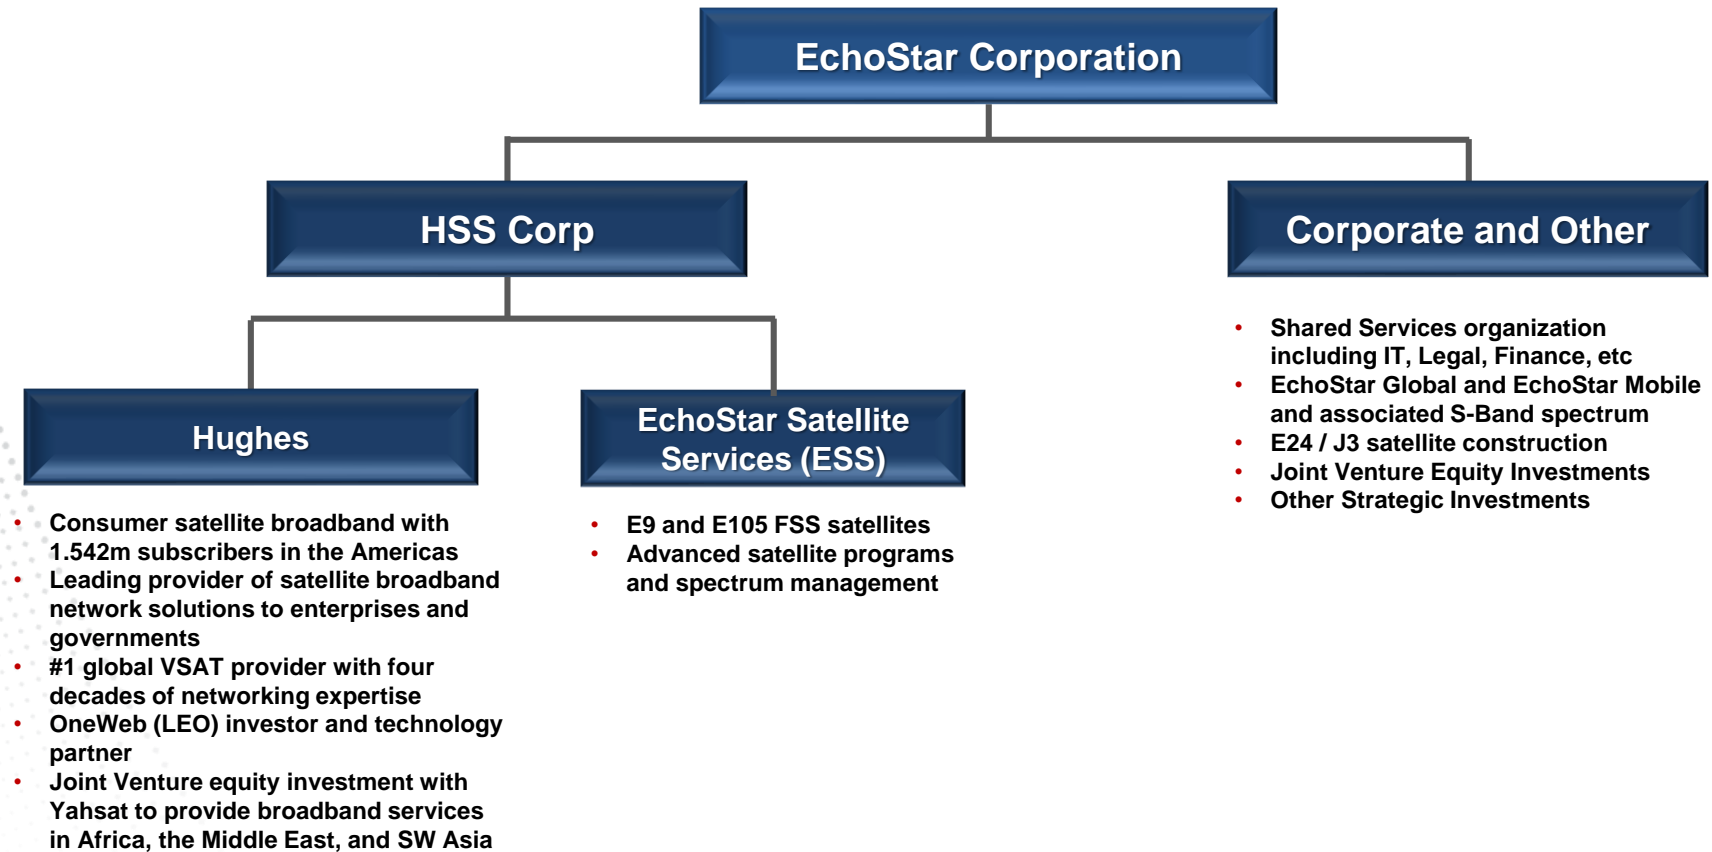 EchoStar Corporation
HSS Corp
Corporate and Other
Hughes
EchoStar Satellite
Services (ESS)
• Consumer satellite broadband with
1.542m subscribers in the Americas
• Leading provider of satellite broadband
network solutions to enterprises and
governments
• #1 global VSAT provider with four
decades of networking expertise
• OneWeb (LEO) investor and technology
partner
• Joint Venture equity investment with
Yahsat to provide broadband services
in Africa, the Middle East, and SW Asia
• E9 and E105 FSS satellites
• Advanced satellite programs
and spectrum management
• Shared Services organization
including IT, Legal, Finance, etc
• EchoStar Global and EchoStar Mobile
and associated S-Band spectrum
• E24 / J3 satellite construction
• Joint Venture Equity Investments
• Other Strategic Investments